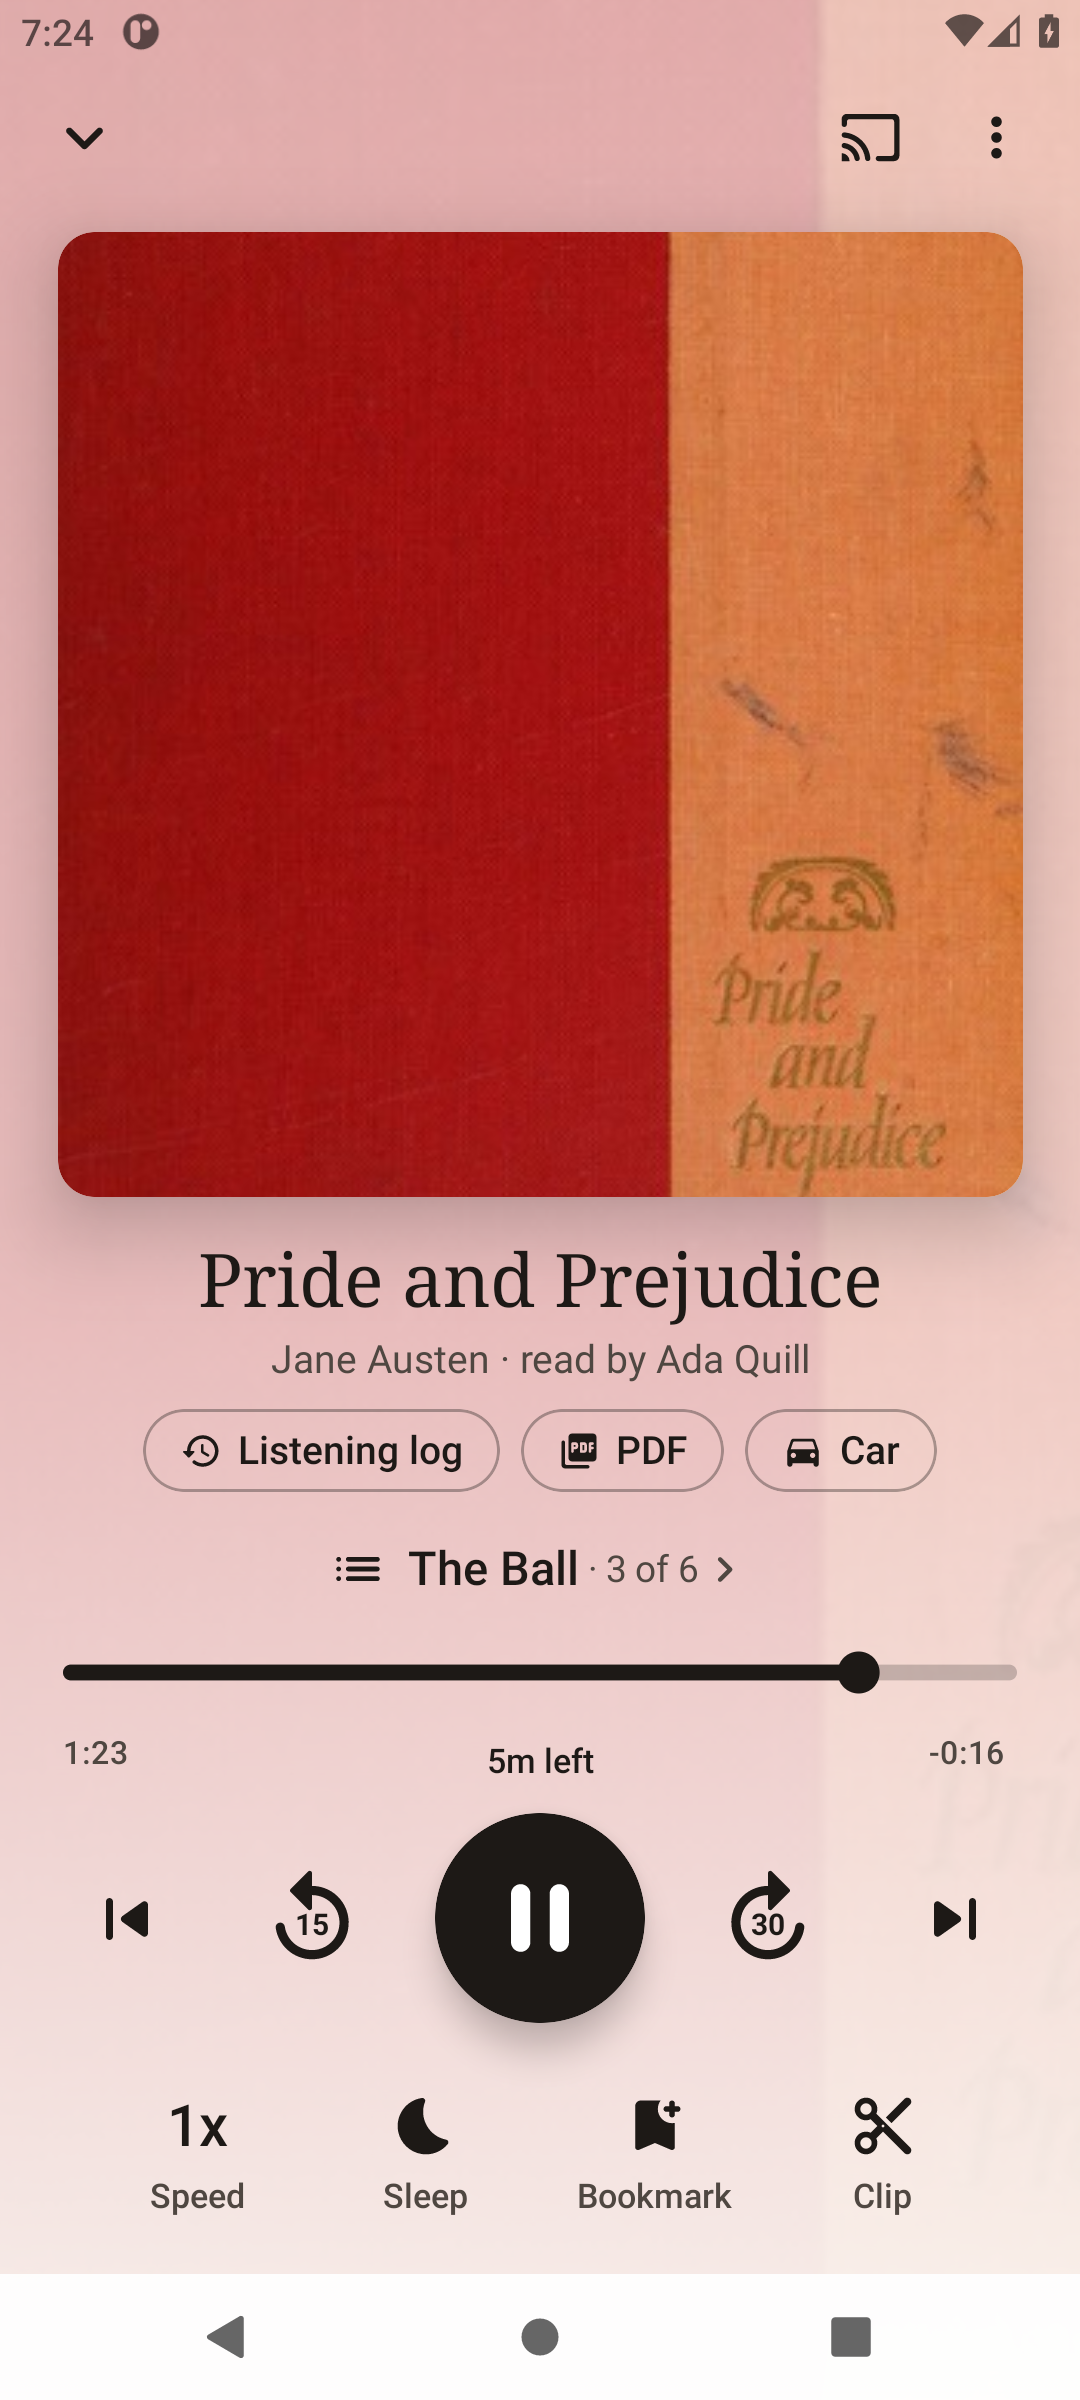 7:24
Pride
and
Prejudice
Pride and Prejudice
Jane Austen · read by Ada Quill
Listening log
PDF
PDF
Car
The Ball · 3 of 6
1:23
5m left
-0:16
15
30
1x
Speed
Sleep
Bookmark
Clip